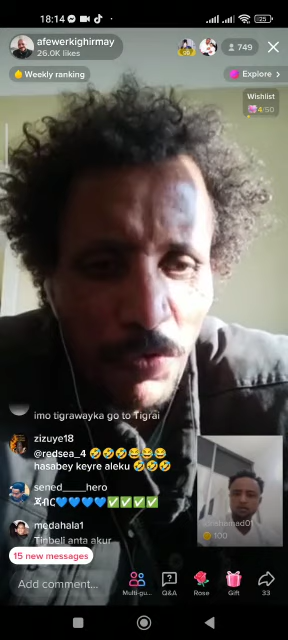 18:14
25
afewerkighirmay
26.0K likes
749
Weekly ranking
Explore >
Wishlist
4/50
imo tigrawayka go to Tigrai
zizuye18
@redsea_4 🤣🤣🤣😂😂😂
hasabey keyre aleku 🤣🤣🤣
sened____hero
💙💙💙💙✅✅✅✅
100
medahala1
Tinbeli anta akur
15 new messages
Add comment...
Multi-gu...
Q&A
Rose
Gift
33